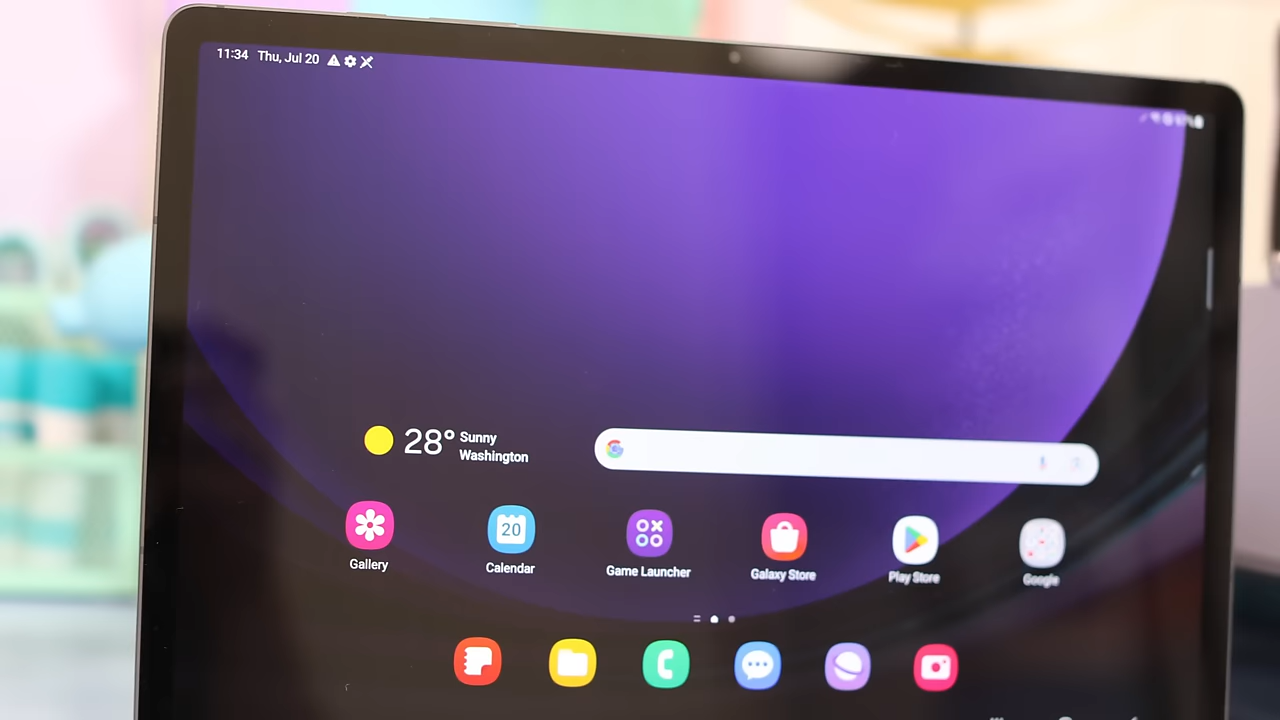 11:34 Thu, Jul 20
28° Sunny
Washington
20
Gallery
Calendar
Game Launcher
Galaxy Store
Play Store
Google